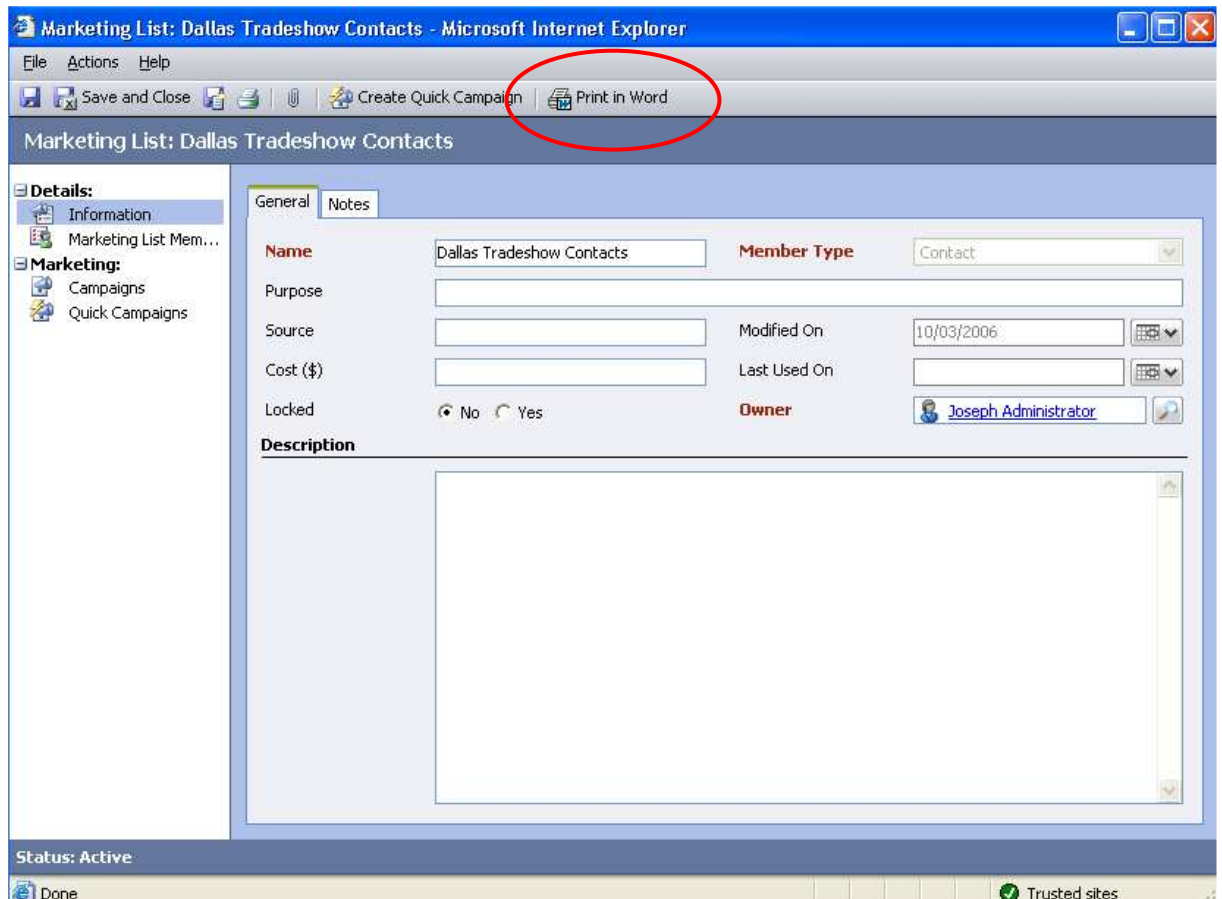 Marketing List: Dallas Tradeshow Contacts - Microsoft Internet Explorer
File Actions Help
Save and Close Create Quick Campaign Print in Word
Marketing List: Dallas Tradeshow Contacts
Details:
Information
Marketing List Mem...
Marketing:
Campaigns
Quick Campaigns
General Notes
Name Dallas Tradeshow Contacts Member Type Contact
Purpose
Source Modified On 10/03/2006
Cost ($) Last Used On
Locked No Yes Owner Joseph Administrator
Description
Status: Active
Done Trusted sites